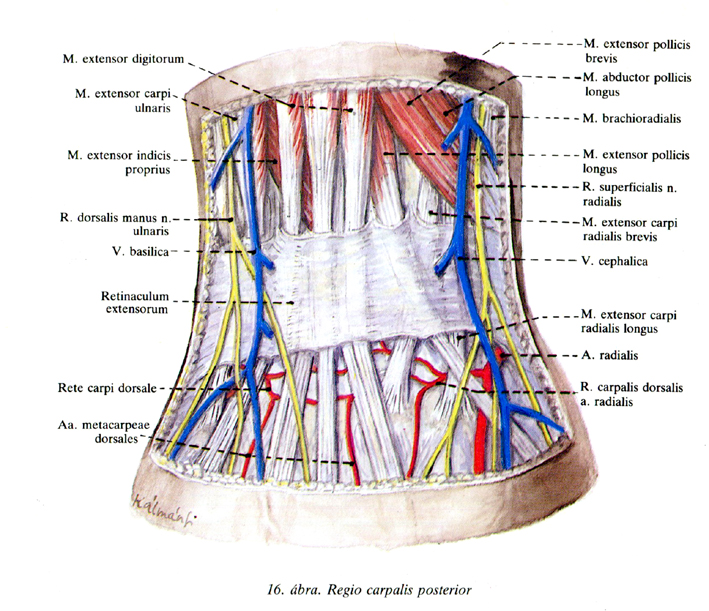 M. extensor digitorum
M. extensor carpi
ulnaris
M. extensor indicis
proprius
R. dorsalis manus n.
ulnaris
V. basilica
Retinaculum
extensorum
Rete carpi dorsale
Aa. metacarpeae
dorsales
M. extensor pollicis
brevis
M. abductor pollicis
longus
M. brachioradialis
M. extensor pollicis
longus
R. superficialis n.
radialis
M. extensor carpi
radialis brevis
V. cephalica
M. extensor carpi
radialis longus
A. radialis
R. carpalis dorsalis
a. radialis
Kálmánfi
16. ábra. Regio carpalis posterior